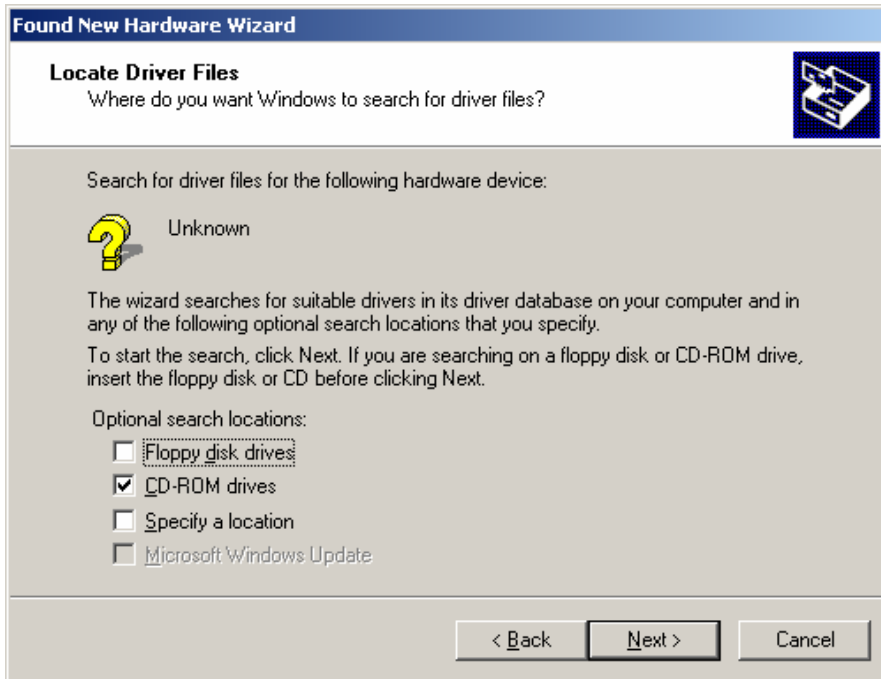 Found New Hardware Wizard
Locate Driver Files
Where do you want Windows to search for driver files?
Search for driver files for the following hardware device:
Unknown
The wizard searches for suitable drivers in its driver database on your computer and in
any of the following optional search locations that you specify.
To start the search, click Next. If you are searching on a floppy disk or CD-ROM drive,
insert the floppy disk or CD before clicking Next.
Optional search locations:
Floppy disk drives
CD-ROM drives
Specify a location
Microsoft Windows Update
< Back Next > Cancel